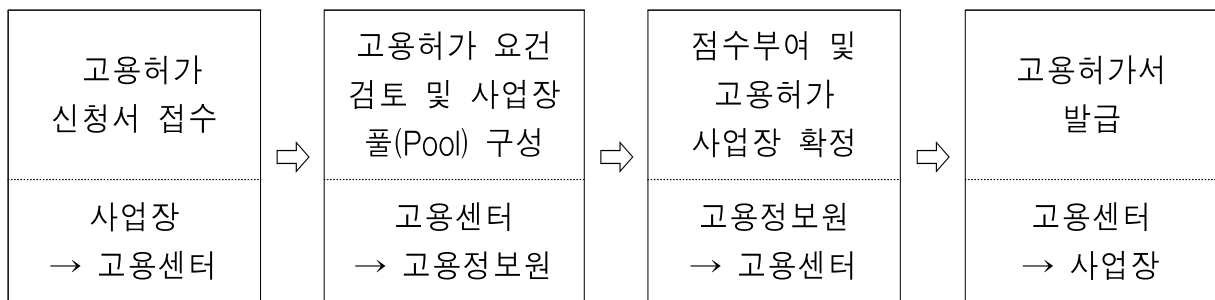 고용허가
신청서 접수
사업장
→ 고용센터
⇨
고용허가 요건
검토 및 사업장
풀(Pool) 구성
고용센터
→ 고용정보원
⇨
점수부여 및
고용허가
사업장 확정
고용정보원
→ 고용센터
⇨
고용허가서
발급
고용센터
→ 사업장